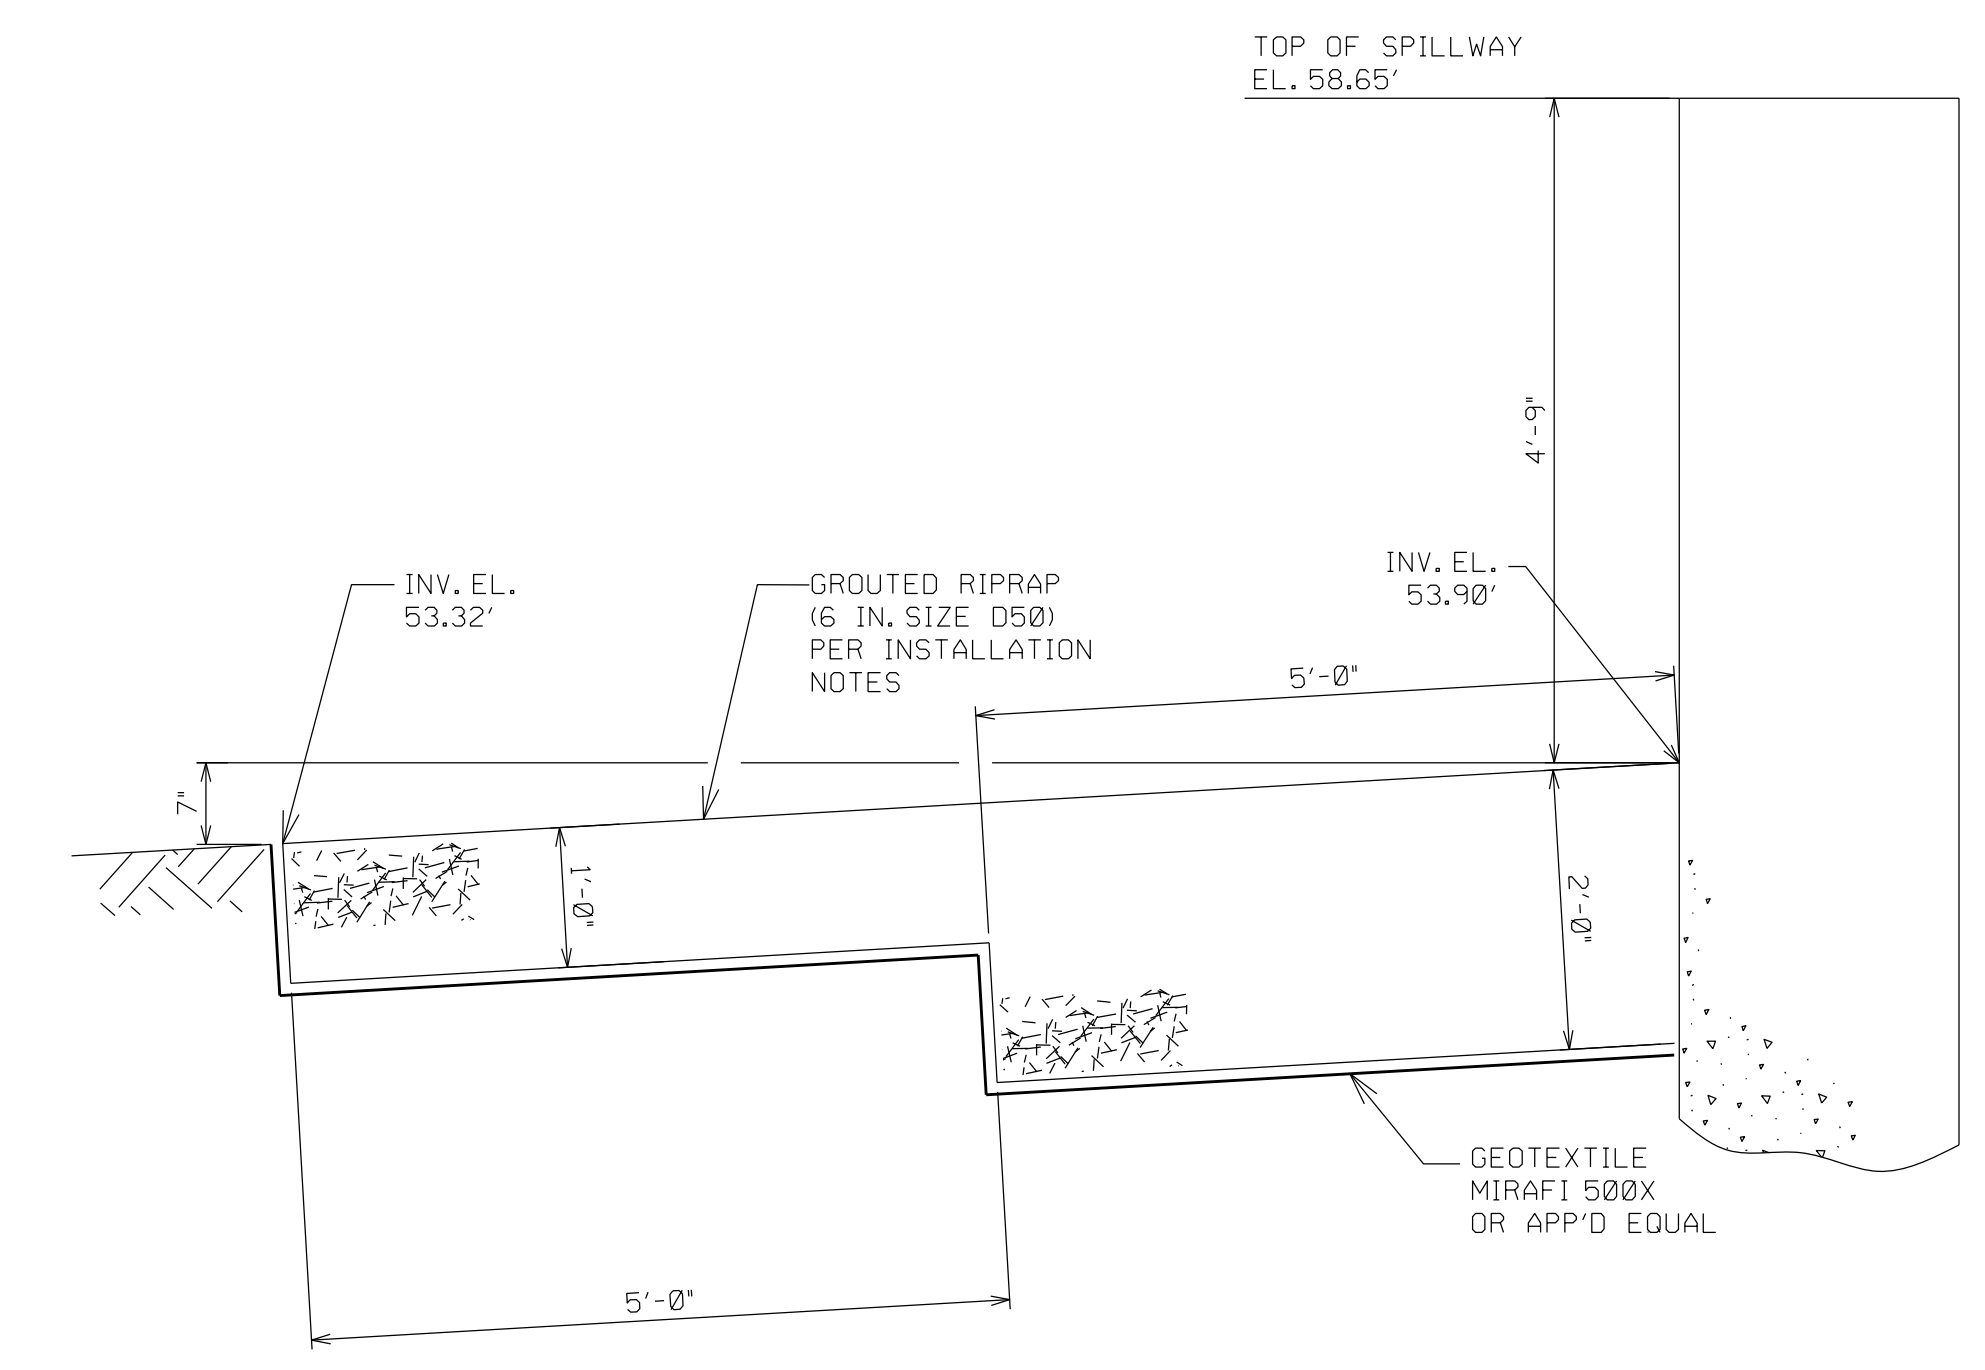 TOP OF SPILLWAY
EL. 58.65'
4'-9"
INV. EL.
53.90'
INV. EL.
53.32'
GROUTED RIPRAP
(6 IN. SIZE D50)
PER INSTALLATION
NOTES
5'-0"
7"
1'-0"
2'-0"
GEOTEXTILE
MIRAFI 500X
OR APP'D EQUAL
5'-0"